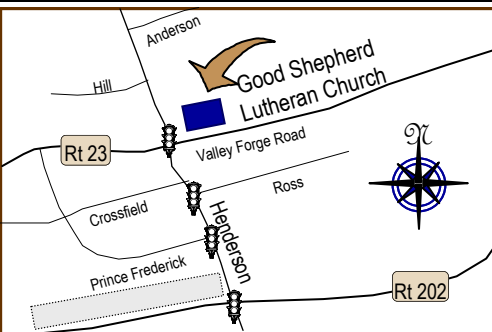 Anderson
Good Shepherd
Lutheran Church
Hill
N
Rt 23
Valley Forge Road
Ross
Crossfield
Henderson
Prince Frederick
Rt 202